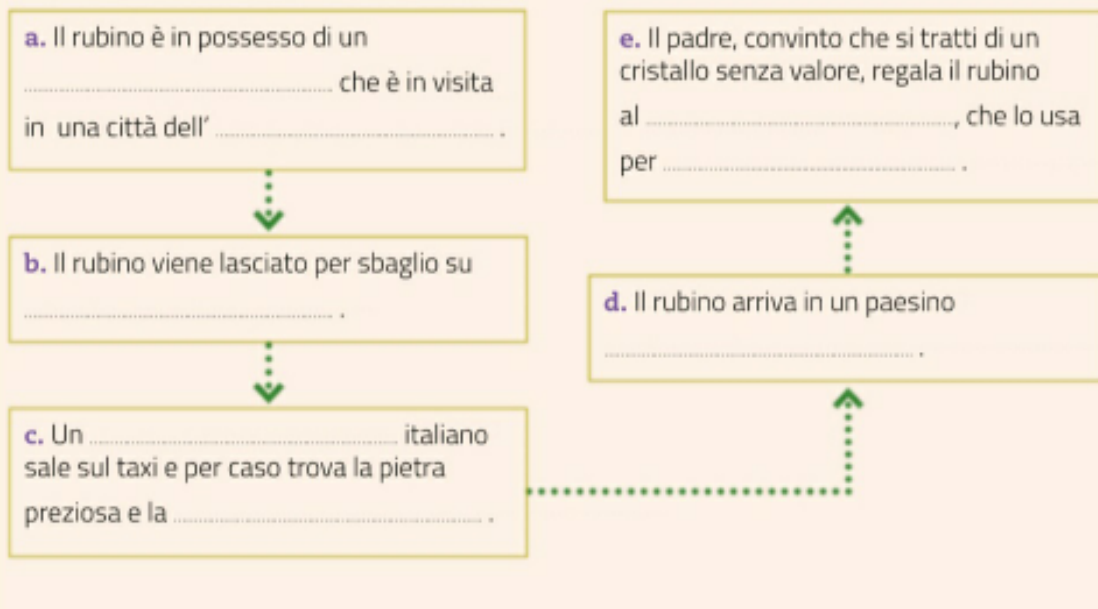 a. Il rubino è in possesso di un
........................ che è in visita
in una città dell' ........................ .
b. Il rubino viene lasciato per sbaglio su
........................ .
c. Un ........................ italiano
sale sul taxi e per caso trova la pietra
preziosa e la ........................ .
d. Il rubino arriva in un paesino
........................ .
e. Il padre, convinto che si tratti di un
cristallo senza valore, regala il rubino
al ........................, che lo usa
per ........................ .